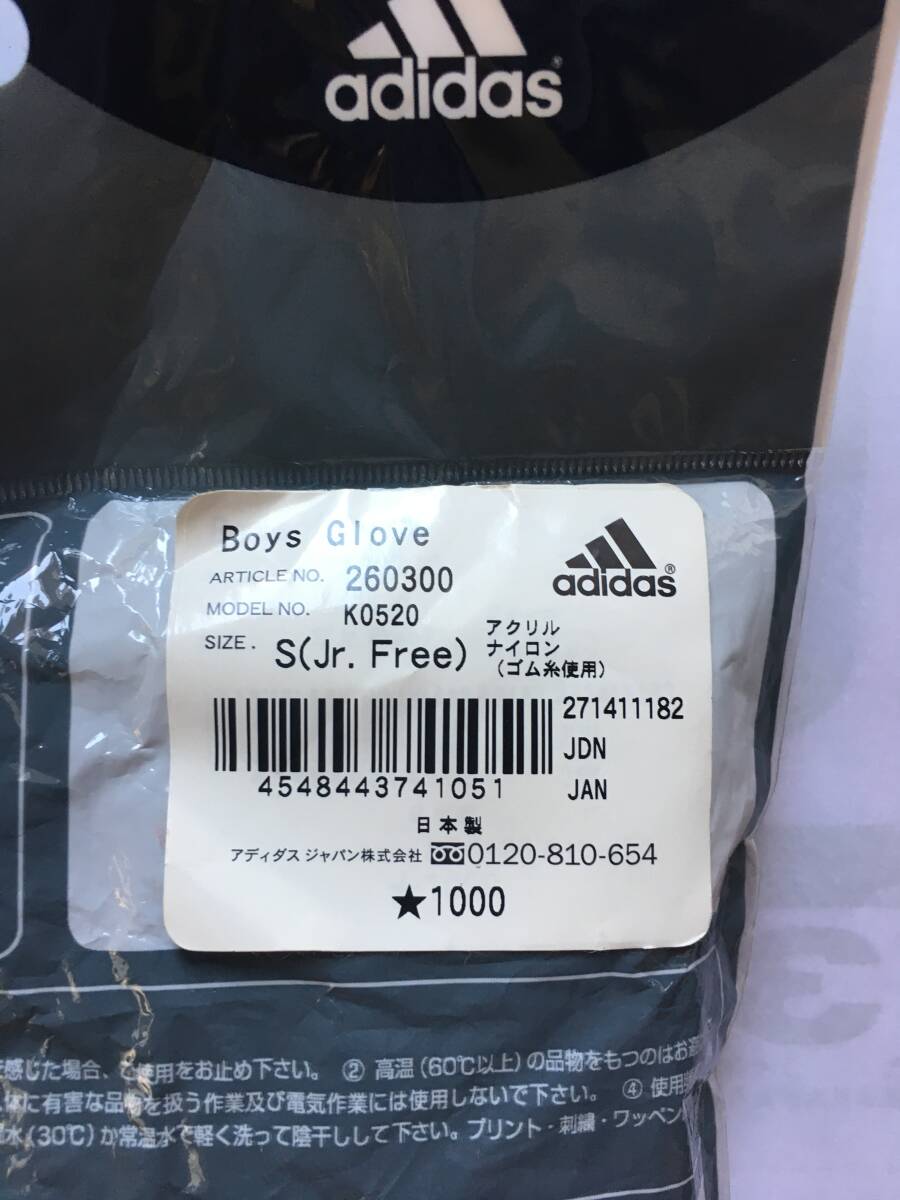 adidas
Boys Glove
adidas®
ARTICLE NO. 260300
MODEL NO. K0520
SIZE. S(Jr. Free)
アクリル
ナイロン
(ゴム糸使用)
271411182
JDN
4548443741051
JAN
日本製
アディダス ジャパン株式会社 0120-810-654
★1000
感じた場合、ご使用をお止め下さい。 ② 高温(60℃以上)の品物をもつのはお
体に有害な品物を扱う作業及び電気作業には使用しないで下さい。 ④ 使用
水(30℃)か常温水で軽く洗って陰干しして下さい。プリント・刺繍・ワッペン